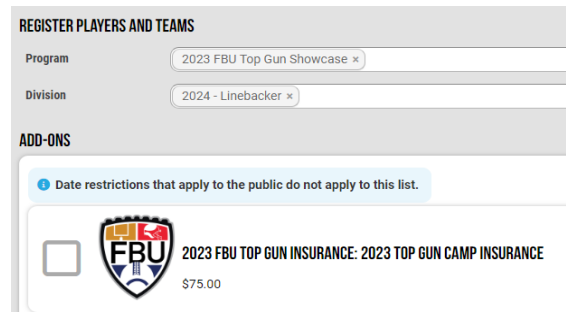 REGISTER PLAYERS AND TEAMS
Program
2023 FBU Top Gun Showcase ×
Division
2024 - Linebacker ×
ADD-ONS
Date restrictions that apply to the public do not apply to this list.
FBU
2023 FBU TOP GUN INSURANCE: 2023 TOP GUN CAMP INSURANCE
$75.00